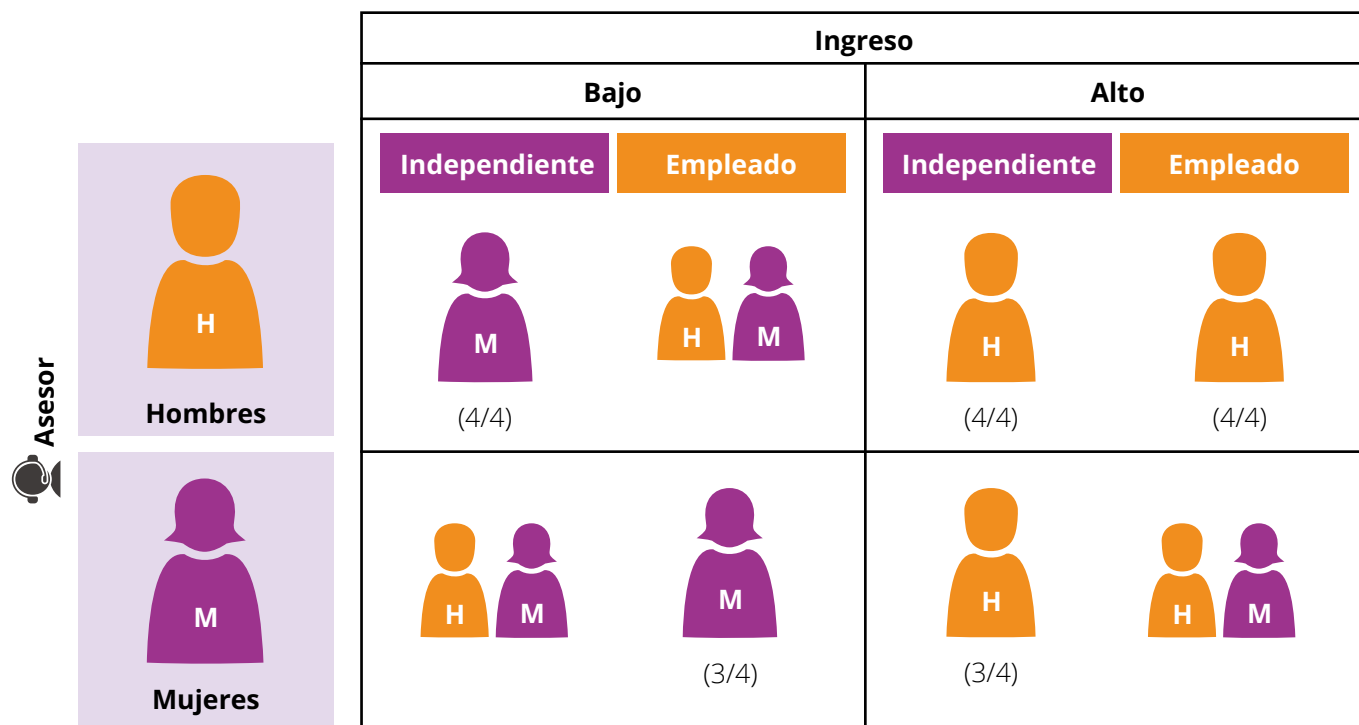 Ingreso
Bajo Alto
Independiente Empleado Independiente Empleado
H
M H M H H
Hombres
(4/4) (4/4) (4/4)
Asesor
M
H M M H H M
Mujeres
(3/4) (3/4)